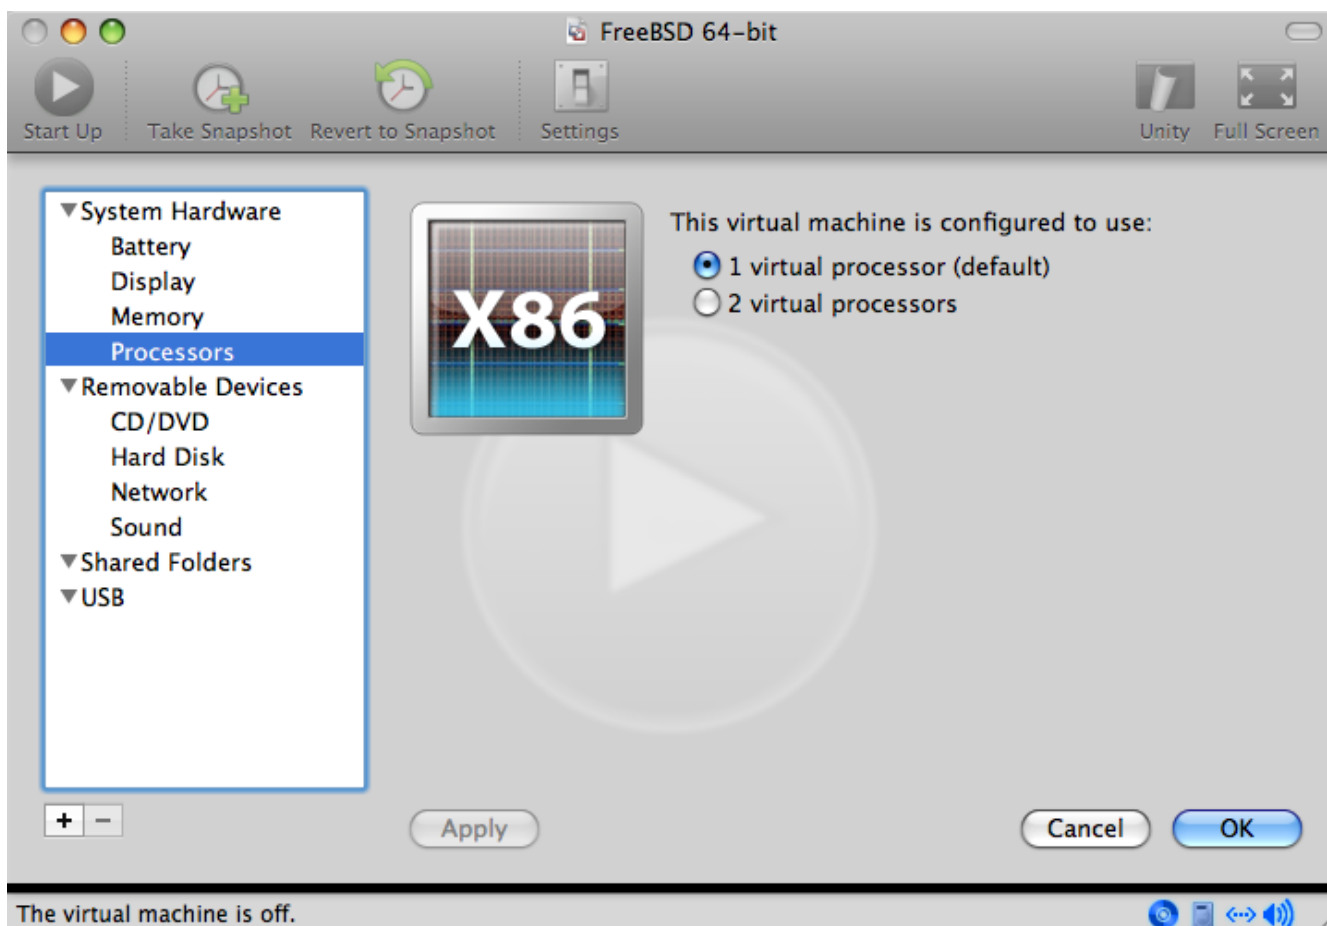 FreeBSD 64-bit
Start Up
Take Snapshot
Revert to Snapshot
Settings
Unity
Full Screen
System Hardware
Battery
Display
Memory
Processors
Removable Devices
CD/DVD
Hard Disk
Network
Sound
Shared Folders
USB
X86
This virtual machine is configured to use:
1 virtual processor (default)
2 virtual processors
+ −
Apply
Cancel
OK
The virtual machine is off.